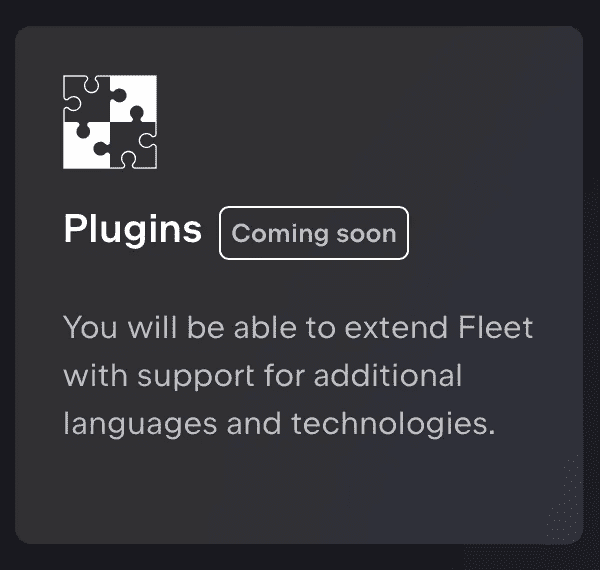 Plugins Coming soon
You will be able to extend Fleet
with support for additional
languages and technologies.